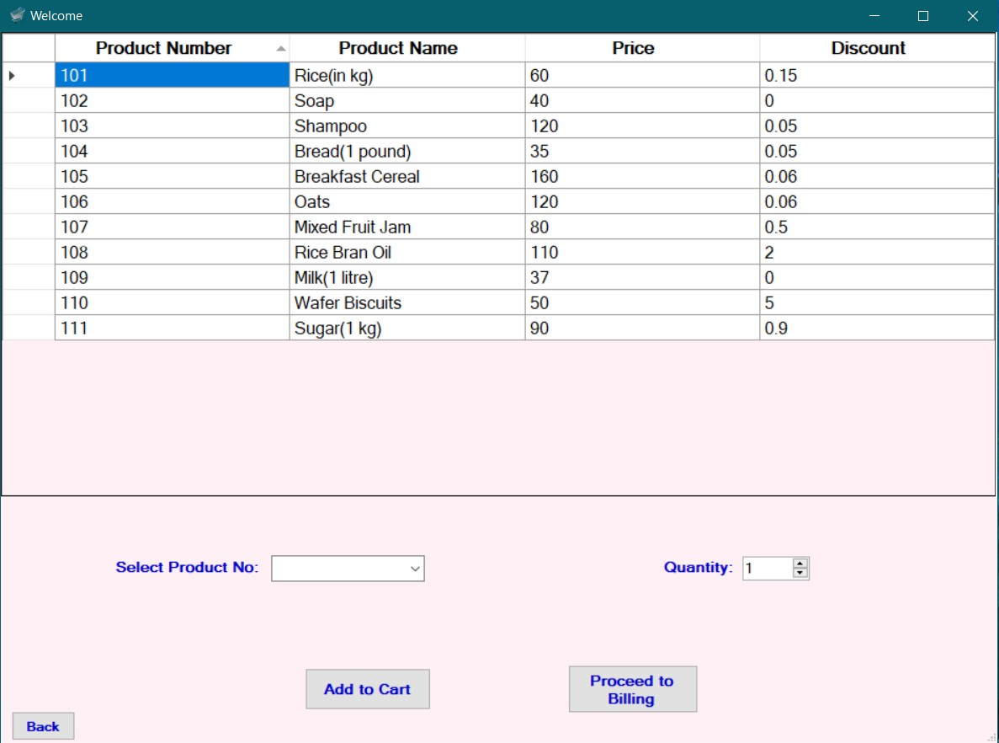 Welcome
Product Number Product Name Price Discount
101 Rice(in kg) 60 0.15
102 Soap 40 0
103 Shampoo 120 0.05
104 Bread(1 pound) 35 0.05
105 Breakfast Cereal 160 0.06
106 Oats 120 0.06
107 Mixed Fruit Jam 80 0.5
108 Rice Bran Oil 110 2
109 Milk(1 litre) 37 0
110 Wafer Biscuits 50 5
111 Sugar(1 kg) 90 0.9
Select Product No: Quantity: 1
Add to Cart
Proceed to
Billing
Back